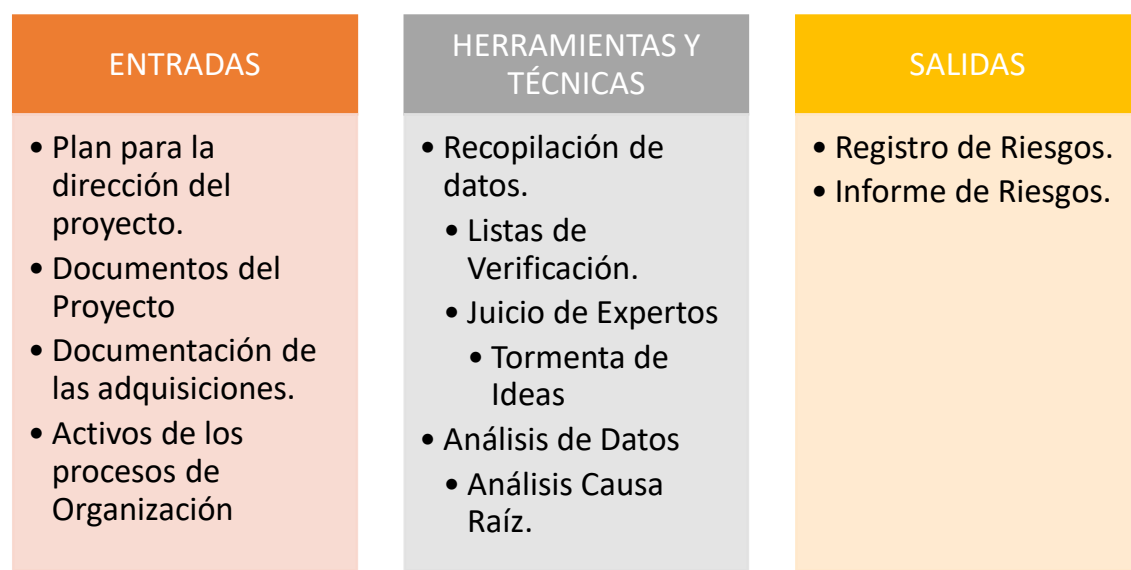 ENTRADAS
• Plan para la
dirección del
proyecto.
• Documentos del
Proyecto
• Documentación de
las adquisiciones.
• Activos de los
procesos de
Organización
HERRAMIENTAS Y
TÉCNICAS
• Recopilación de
datos.
• Listas de
Verificación.
• Juicio de Expertos
• Tormenta de
Ideas
• Análisis de Datos
• Análisis Causa
Raíz.
SALIDAS
• Registro de Riesgos.
• Informe de Riesgos.